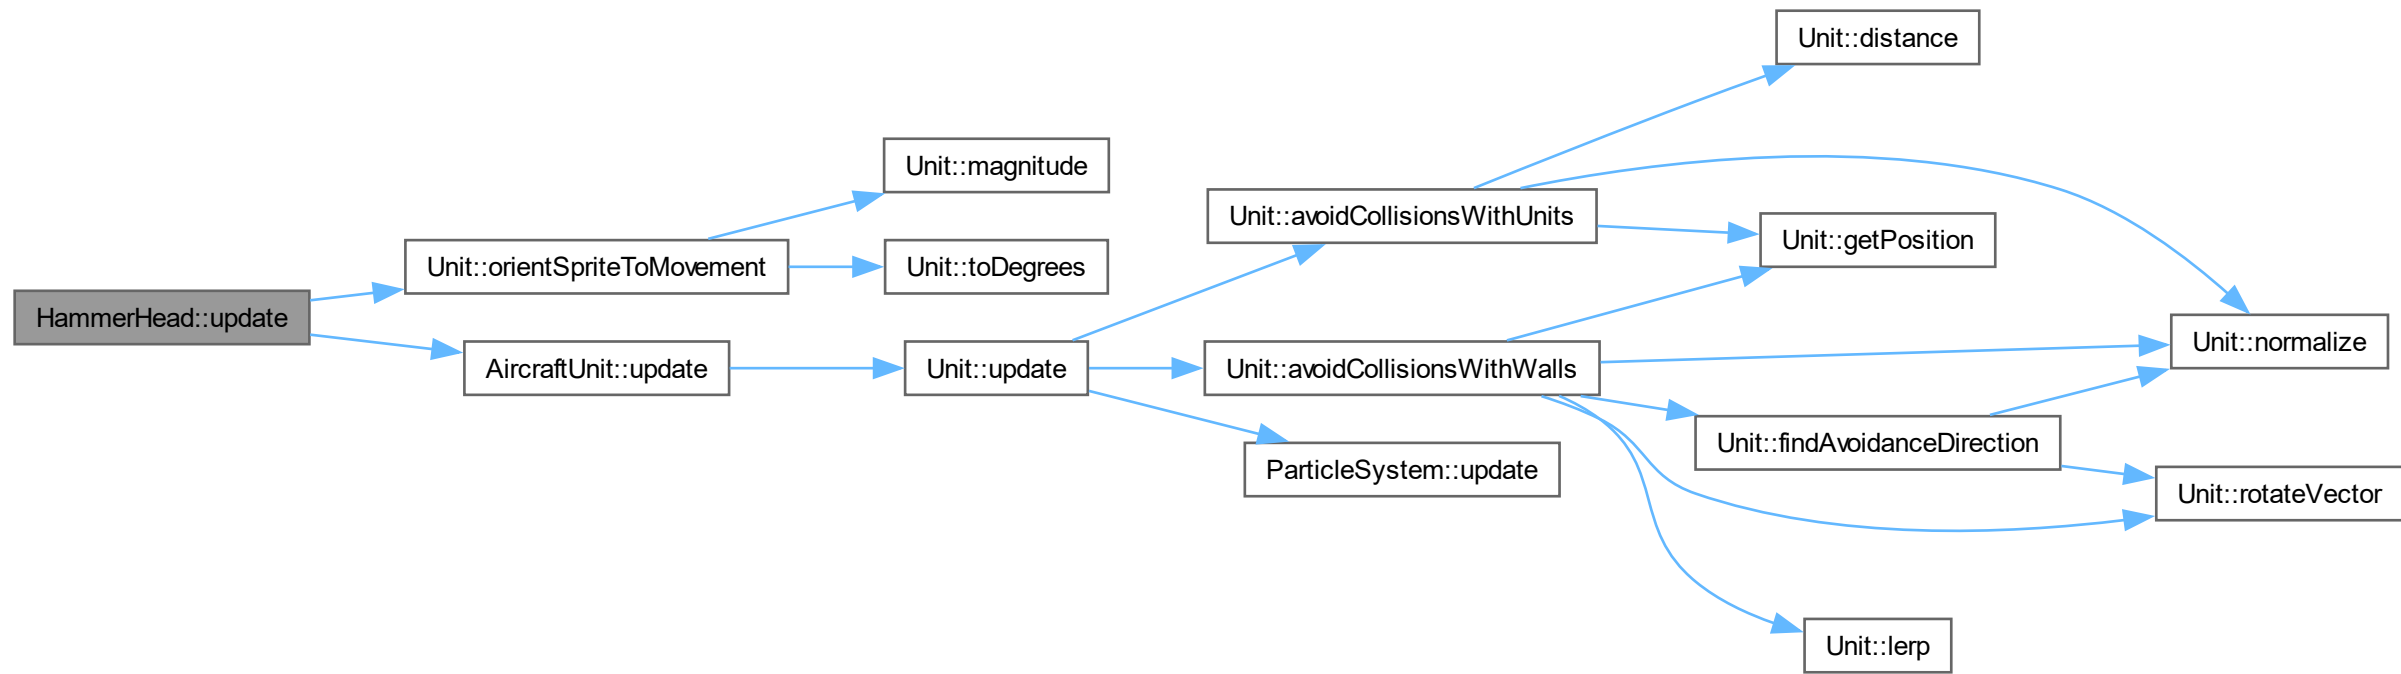 HammerHead::update
Unit::orientSpriteToMovement
Unit::magnitude
Unit::toDegrees
AircraftUnit::update
Unit::update
Unit::avoidCollisionsWithUnits
Unit::distance
Unit::getPosition
Unit::normalize
Unit::avoidCollisionsWithWalls
Unit::findAvoidanceDirection
Unit::rotateVector
Unit::lerp
ParticleSystem::update